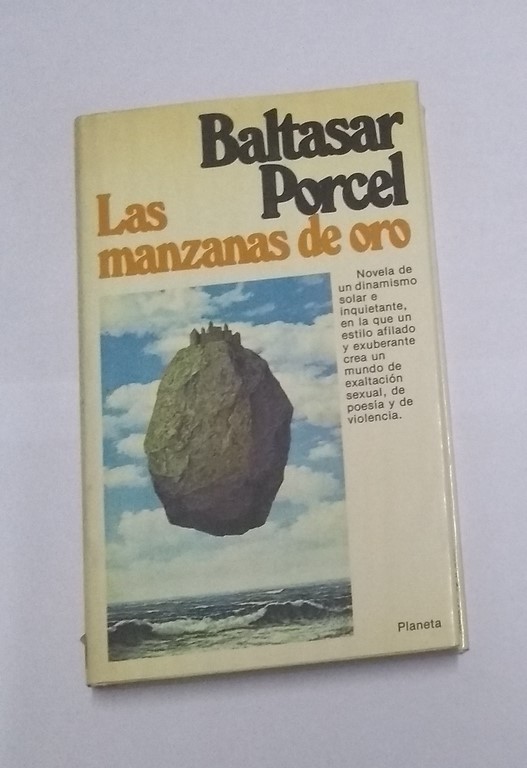 Baltasar
Porcel
Las
manzanas de oro
Novela de
un dinamismo
solar e
inquietante,
en la que un
estilo afilado
y exuberante
crea un
mundo de
exaltación
sexual, de
poesía y de
violencia.
Planeta